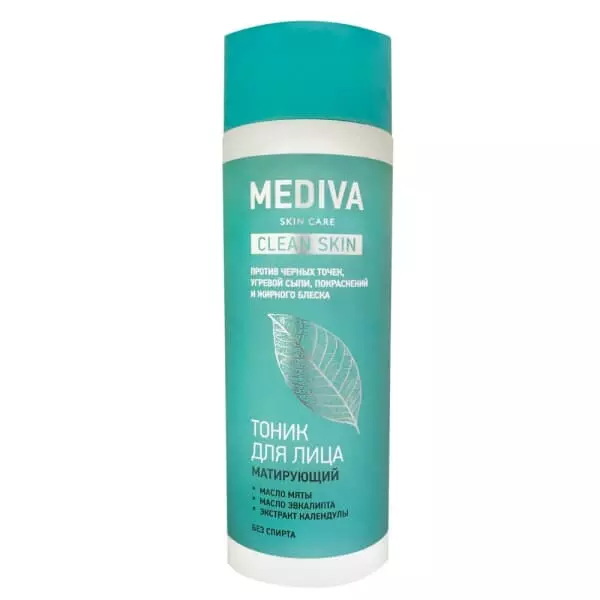 MEDIVA
SKIN CARE
CLEAN SKIN
ПРОТИВ ЧЕРНЫХ ТОЧЕК,
УГРЕВОЙ СЫПИ, ПОКРАСНЕНИЙ
И ЖИРНОГО БЛЕСКА
ТОНИК
ДЛЯ ЛИЦА
МАТИРУЮЩИЙ
• МАСЛО МЯТЫ
• МАСЛО ЭВКАЛИПТА
• ЭКСТРАКТ КАЛЕНДУЛЫ
БЕЗ СПИРТА